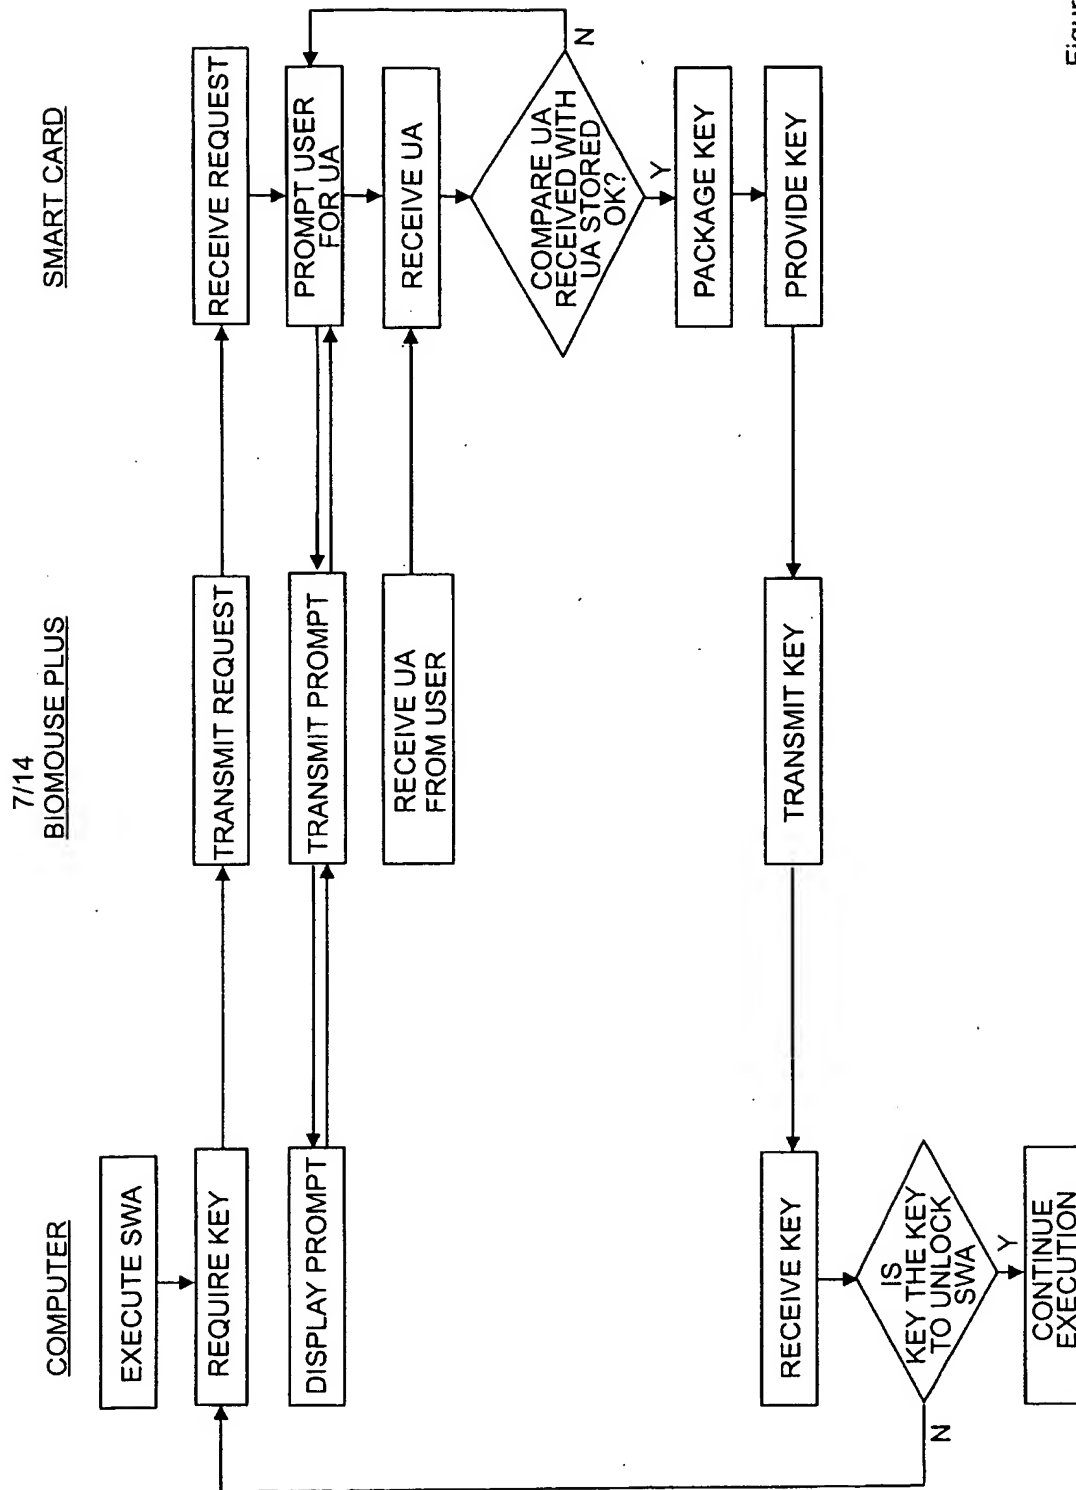 7/14
COMPUTER
BIOMOUSE PLUS
SMART CARD
EXECUTE SWA
REQUIRE KEY
TRANSMIT REQUEST
RECEIVE REQUEST
DISPLAY PROMPT
TRANSMIT PROMPT
PROMPT USER
FOR UA
RECEIVE UA
FROM USER
RECEIVE UA
COMPARE UA
RECEIVED WITH
UA STORED
OK?
N
Y
PACKAGE KEY
RECEIVE KEY
TRANSMIT KEY
PROVIDE KEY
IS
KEY THE KEY
TO UNLOCK
SWA
N
Y
CONTINUE
EXECUTION